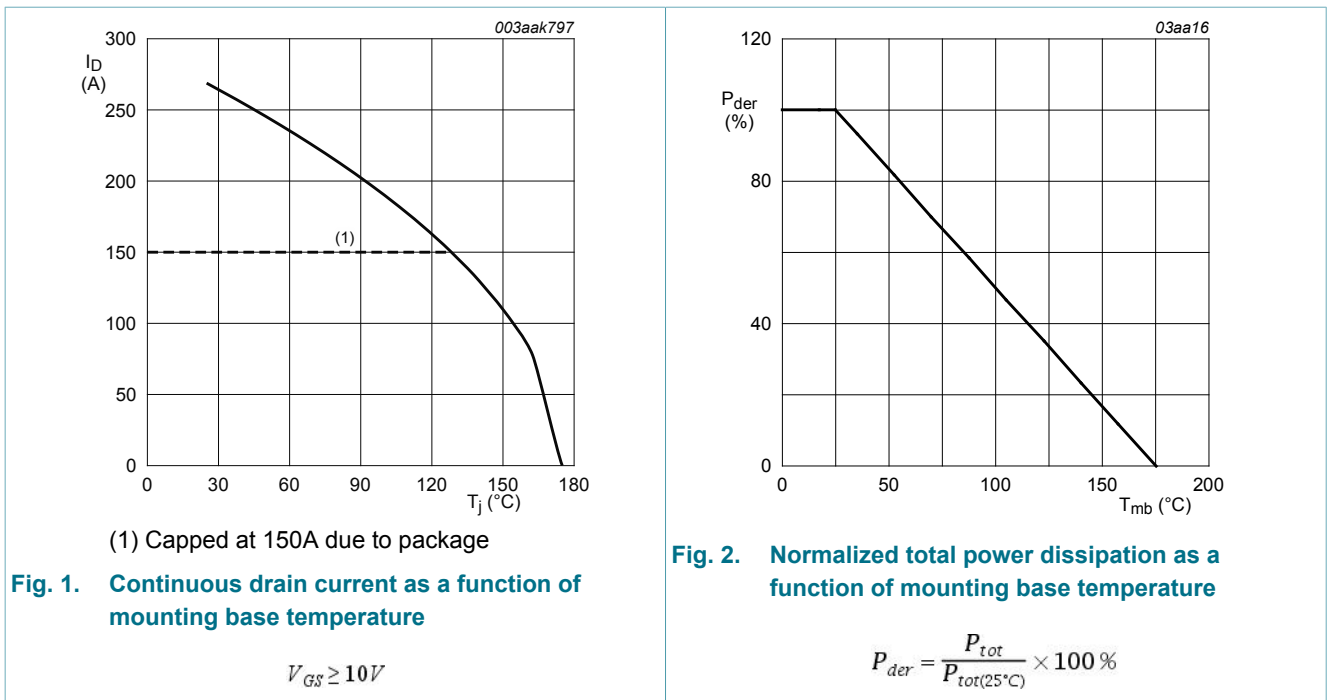 003aak797
300
I_D
(A)
250
200
150
100
50
0
(1)
0 30 60 90 120 150 180
T_j (°C)
(1) Capped at 150A due to package
Fig. 1. Continuous drain current as a function of
mounting base temperature
V_GS ≥ 10V
03aa16
120
P_der
(%)
80
40
0
0 50 100 150 200
T_mb (°C)
Fig. 2. Normalized total power dissipation as a
function of mounting base temperature
P_der = P_tot / P_tot(25°C) × 100 %